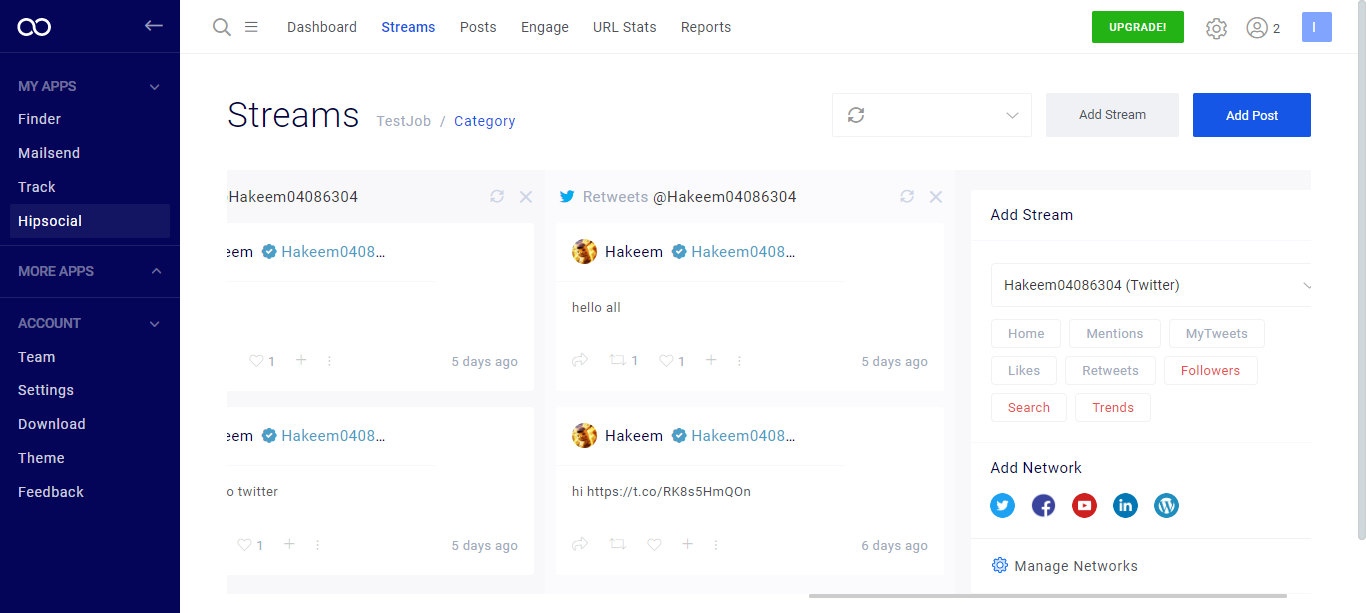 MY APPS
Finder
Mailsend
Track
Hipsocial
MORE APPS
ACCOUNT
Team
Settings
Download
Theme
Feedback
Dashboard Streams Posts Engage URL Stats Reports
UPGRADE! 2 I
Streams TestJob / Category
Add Stream Add Post
Hakeem04086304
eem Hakeem0408...
1 5 days ago
eem Hakeem0408...
o twitter
1 5 days ago
Retweets @Hakeem04086304
Hakeem Hakeem0408...
hello all
1 1 5 days ago
Hakeem Hakeem0408...
hi https://t.co/RK8s5HmQOn
6 days ago
Add Stream
Hakeem04086304 (Twitter)
Home Mentions MyTweets
Likes Retweets Followers
Search Trends
Add Network
Manage Networks